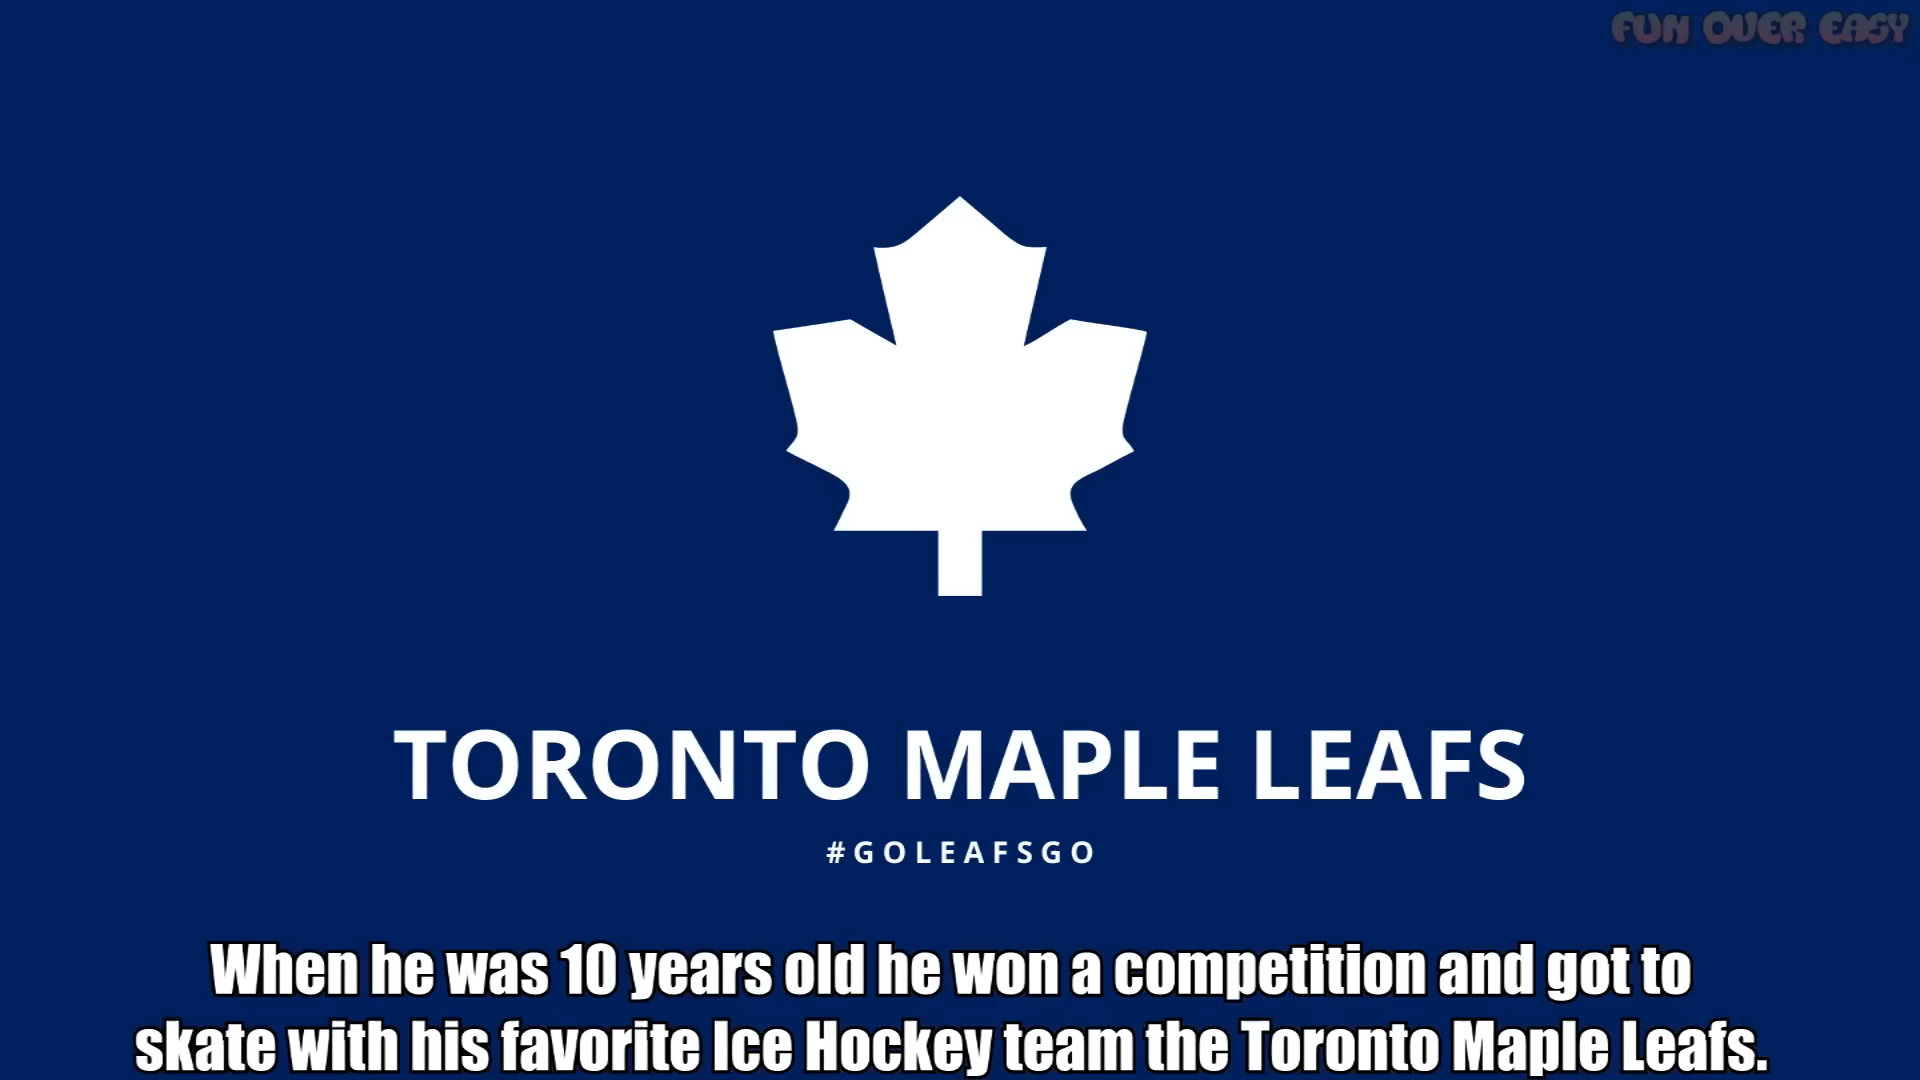 FUN OVER EASY
TORONTO MAPLE LEAFS
#GOLEAFSGO
When he was 10 years old he won a competition and got to
skate with his favorite Ice Hockey team the Toronto Maple Leafs.